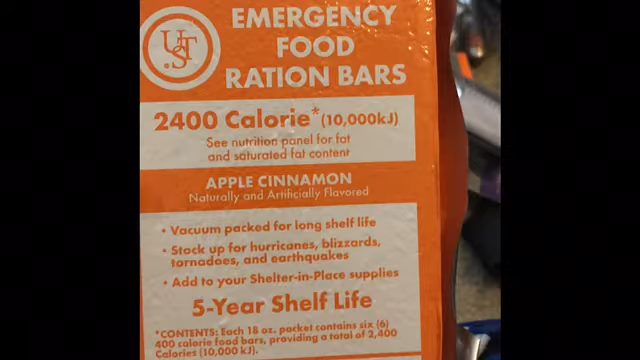 UST
EMERGENCY
FOOD
RATION BARS
2400 Calorie* (10,000kJ)
See nutrition panel for fat
and saturated fat content
APPLE CINNAMON
Naturally and Artificially Flavored
• Vacuum packed for long shelf life
• Stock up for hurricanes, blizzards,
tornadoes, and earthquakes
• Add to your Shelter-in-Place supplies
5-Year Shelf Life
*CONTENTS: Each 18 oz. packet contains six (6)
400 calorie food bars, providing a total of 2,400
Calories (10,000 kJ).